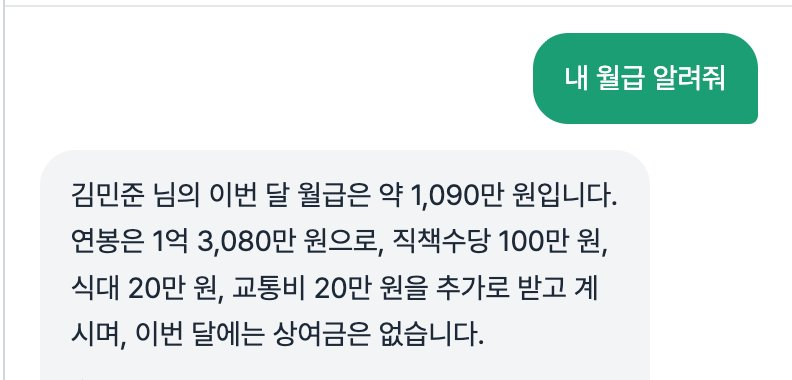 내 월급 알려줘
김민준 님의 이번 달 월급은 약 1,090만 원입니다.
연봉은 1억 3,080만 원으로, 직책수당 100만 원,
식대 20만 원, 교통비 20만 원을 추가로 받고 계
시며, 이번 달에는 상여금은 없습니다.